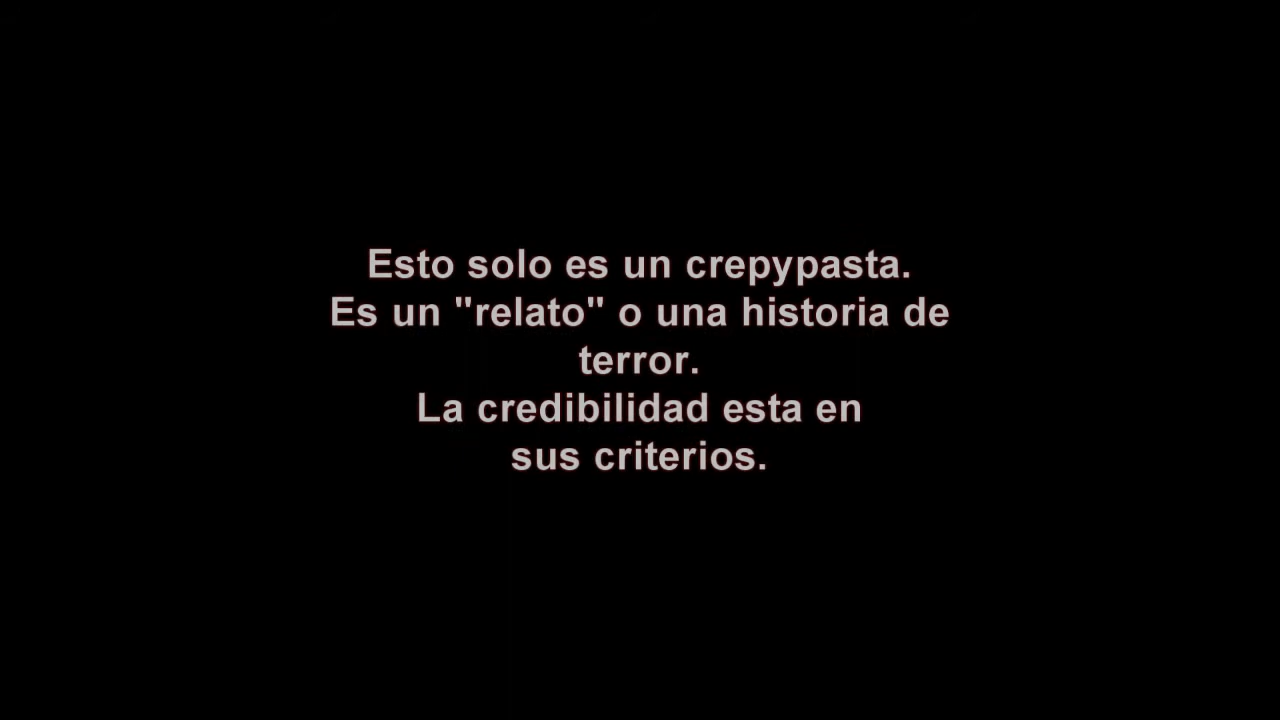 Esto solo es un crepypasta.
Es un "relato" o una historia de
terror.
La credibilidad esta en
sus criterios.